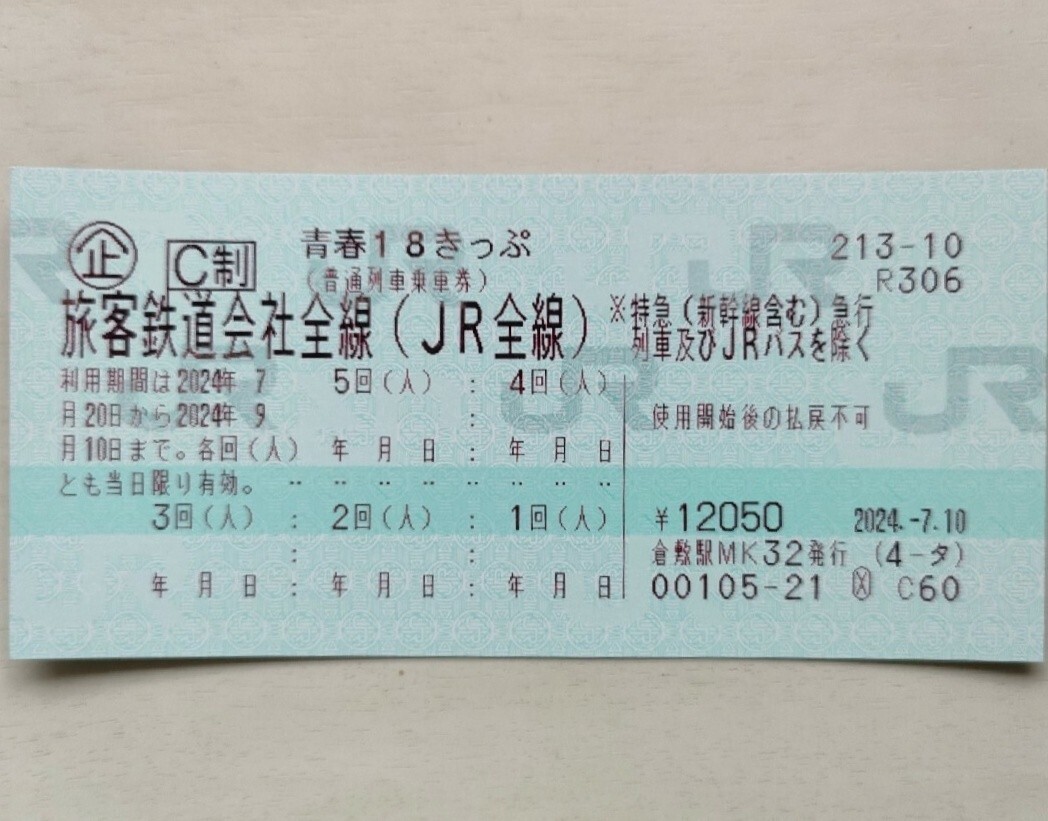 企 C制 青春18きっぷ 213-10
(普通列車乗車券) R306
旅客鉄道会社全線(JR全線) ※特急(新幹線含む)急行
列車及びJRバスを除く
利用期間は2024年 7
月20日から2024年 9
月10日まで。各回(人)
とも当日限り有効。
5回(人) : 4回(人)
:
年 月 日 : 年 月 日
‥ ‥ ‥ ‥ ‥ ‥ ‥ ‥
3回(人) : 2回(人) : 1回(人)
: :
年 月 日 : 年 月 日 : 年 月 日
使用開始後の払戻不可
¥12050 2024.-7.10
倉敷駅MK32発行 (4-タ)
00105-21 C60
JR JR JR JR JR